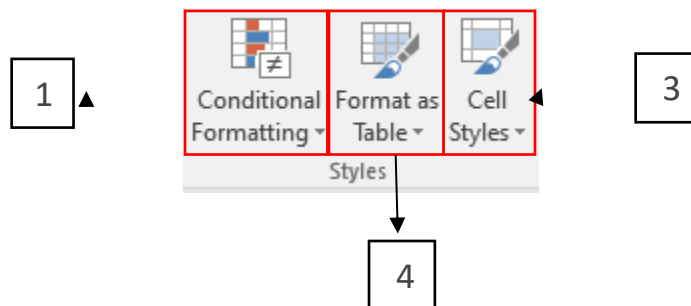 1
Conditional Formatting
Format as Table
Cell Styles
3
Styles
4